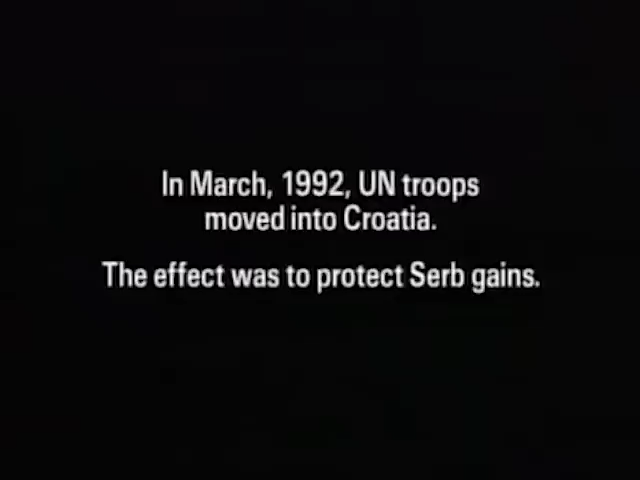 In March, 1992, UN troops
moved into Croatia.
The effect was to protect Serb gains.